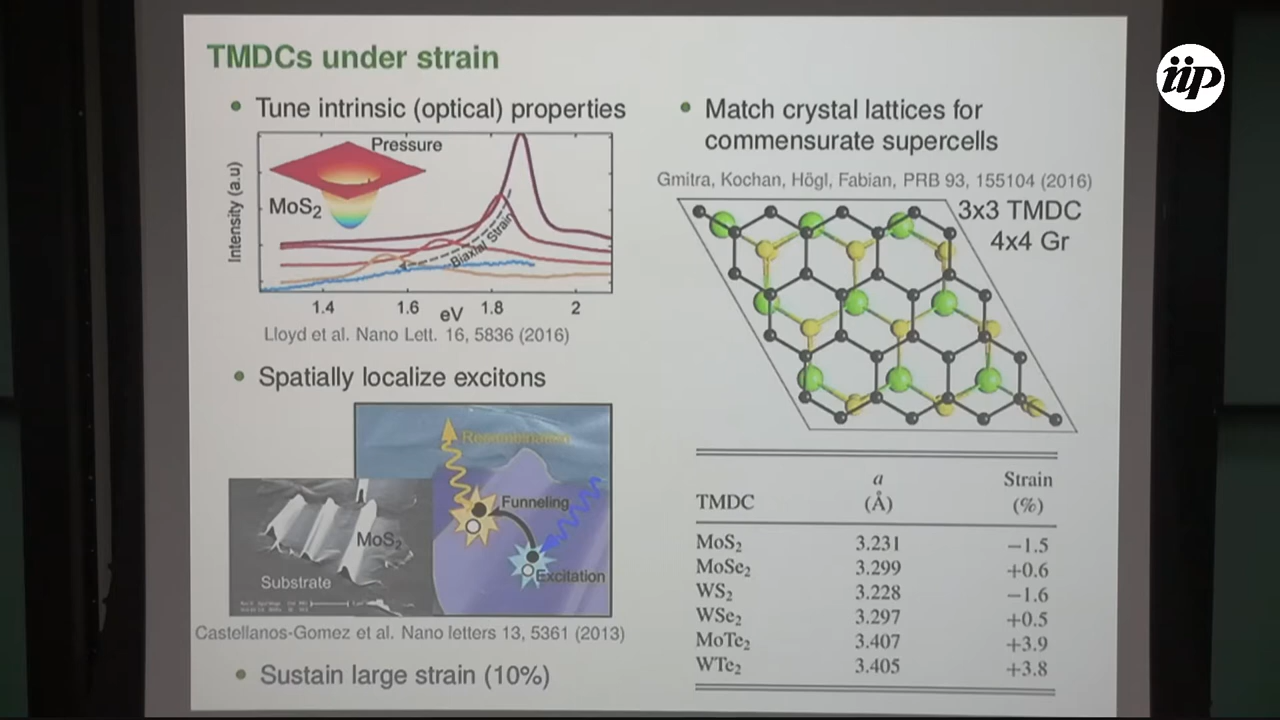 TMDCs under strain
• Tune intrinsic (optical) properties
Pressure
MoS2
Intensity (a.u)
Biaxial Strain
1.4 1.6 1.8 2
eV
Lloyd et al. Nano Lett. 16, 5836 (2016)
• Spatially localize excitons
Recombination
Funneling
Excitation
MoS2
Substrate
Castellanos-Gomez et al. Nano letters 13, 5361 (2013)
• Sustain large strain (10%)
• Match crystal lattices for
commensurate supercells
Gmitra, Kochan, Högl, Fabian, PRB 93, 155104 (2016)
3x3 TMDC
4x4 Gr
TMDC a (Å) Strain (%)
MoS2 3.231 −1.5
MoSe2 3.299 +0.6
WS2 3.228 −1.6
WSe2 3.297 +0.5
MoTe2 3.407 +3.9
WTe2 3.405 +3.8
iip